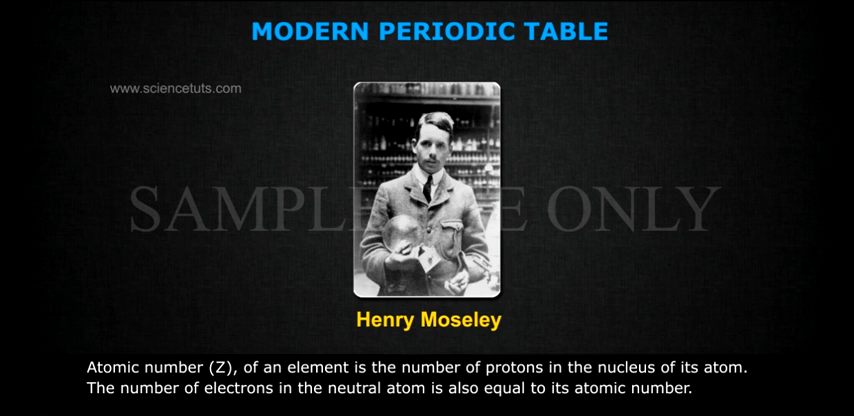 MODERN PERIODIC TABLE
www.sciencetuts.com
SAMPLE ONLY
Henry Moseley
Atomic number (Z), of an element is the number of protons in the nucleus of its atom.
The number of electrons in the neutral atom is also equal to its atomic number.